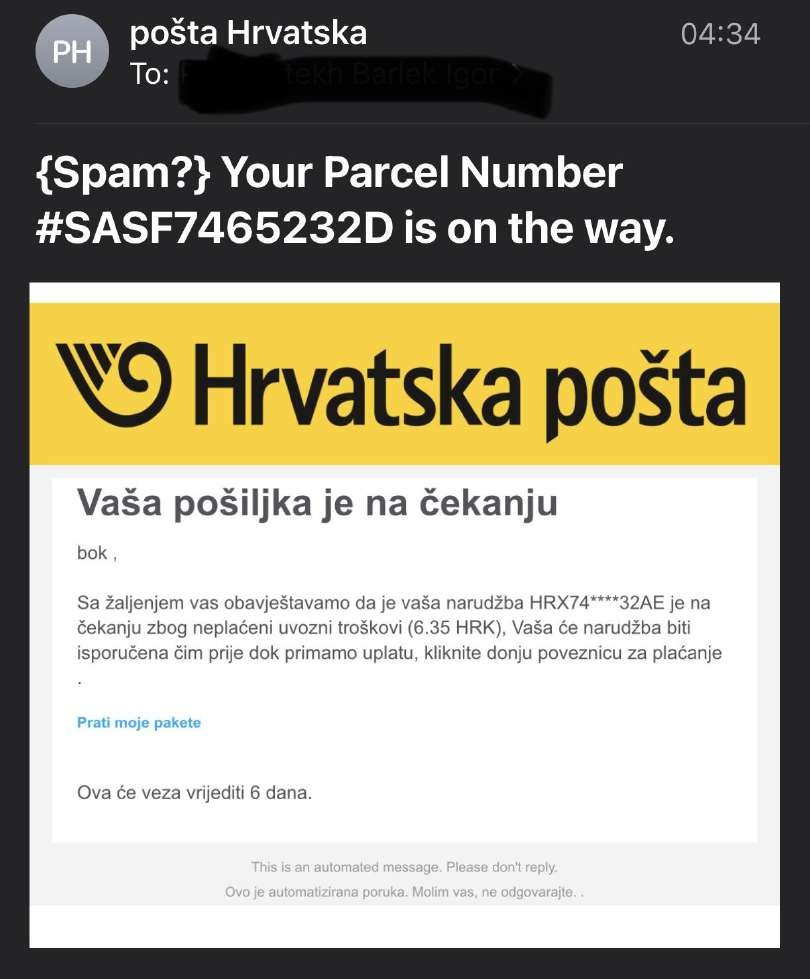 PH
pošta Hrvatska
04:34
To:
{Spam?} Your Parcel Number
#SASF7465232D is on the way.
Hrvatska pošta
Vaša pošiljka je na čekanju
bok ,
Sa žaljenjem vas obavještavamo da je vaša narudžba HRX74****32AE je na
čekanju zbog neplaćeni uvozni troškovi (6.35 HRK), Vaša će narudžba biti
isporučena čim prije dok primamo uplatu, kliknite donju poveznicu za plaćanje
.
Prati moje pakete
Ova će veza vrijediti 6 dana.
This is an automated message. Please don't reply.
Ovo je automatizirana poruka. Molim vas, ne odgovarajte. .